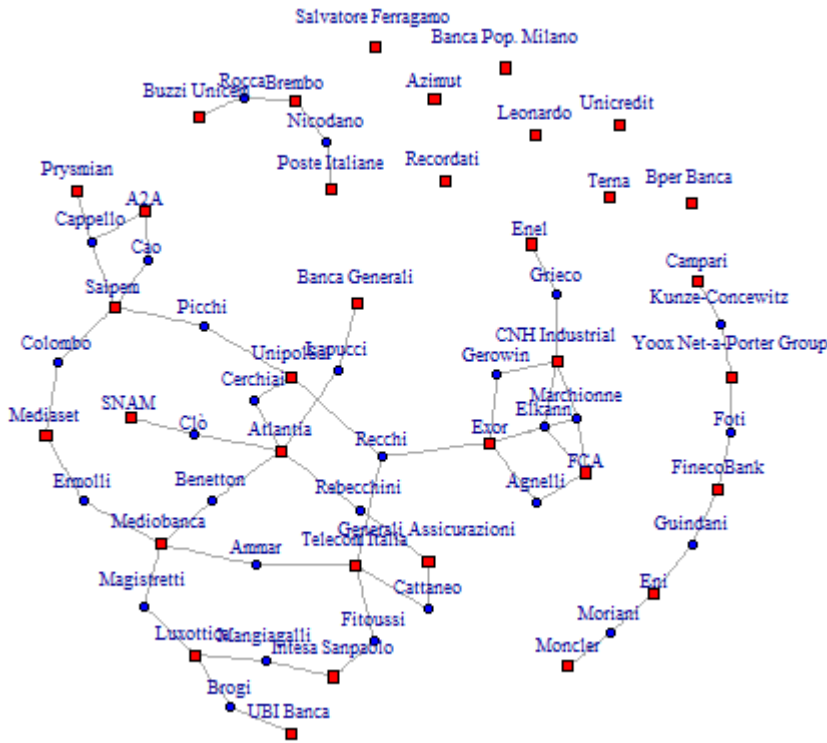 Salvatore Ferragamo
Banca Pop. Milano
Rocca
Brembo
Azimut
Buzzi Unicem
Leonardo
Unicredit
Nicodano
Poste Italiane
Recordati
Prysmian
A2A
Terna
Bper Banca
Cappello
Enel
Cao
Campari
Grieco
Banca Generali
Saipem
Kunze-Concewitz
Picchi
CNH Industrial
Yoox Net-a-Porter Group
Colombo
Unipolsai
Lapucci
Gerowin
Cerchiai
Marchionne
SNAM
Elkann
Mediaset
Clò
Atlantia
Foti
Recchi
Exor
FCA
Ermolli
Benetton
Rebecchini
Agnelli
FinecoBank
Mediobanca
Generali Assicurazioni
Telecom Italia
Guindani
Ammar
Magistretti
Cattaneo
Eni
Fitoussi
Moriani
Luxottica
Mangiagalli
Intesa Sanpaolo
Moncler
Brogi
UBI Banca